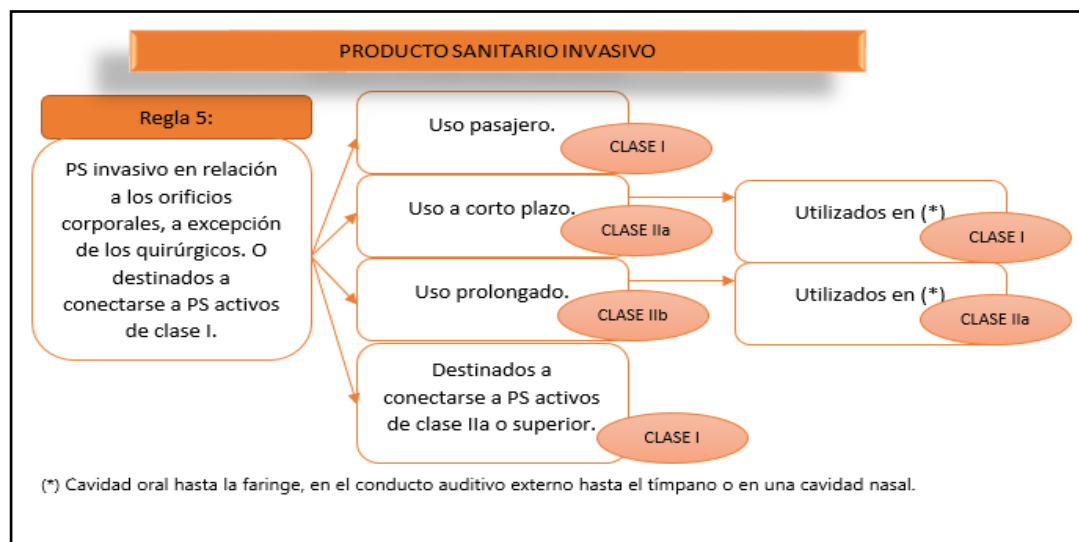 PRODUCTO SANITARIO INVASIVO
Regla 5:
PS invasivo en relación
a los orificios
corporales, a excepción
de los quirúrgicos. O
destinados a
conectarse a PS activos
de clase I.
Uso pasajero.
CLASE I
Uso a corto plazo.
CLASE IIa
Utilizados en (*)
CLASE I
Uso prolongado.
CLASE IIb
Utilizados en (*)
CLASE IIa
Destinados a
conectarse a PS activos
de clase IIa o superior.
CLASE I
(*) Cavidad oral hasta la faringe, en el conducto auditivo externo hasta el tímpano o en una cavidad nasal.